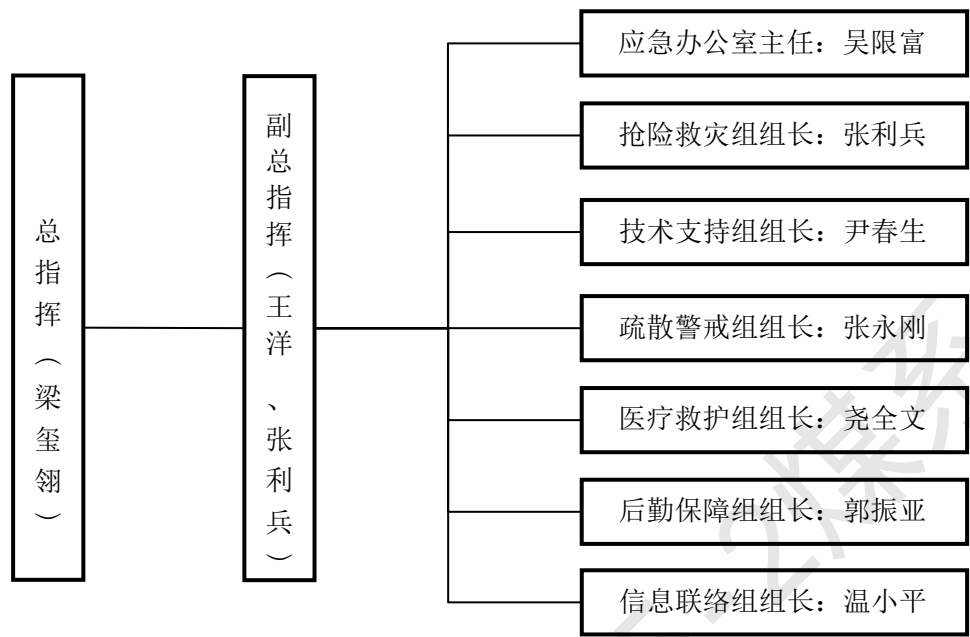 总指挥（梁玺翎）
副总指挥（王洋、张利兵）
应急办公室主任：吴限富
抢险救灾组组长：张利兵
技术支持组组长：尹春生
疏散警戒组组长：张永刚
医疗救护组组长：尧全文
后勤保障组组长：郭振亚
信息联络组组长：温小平